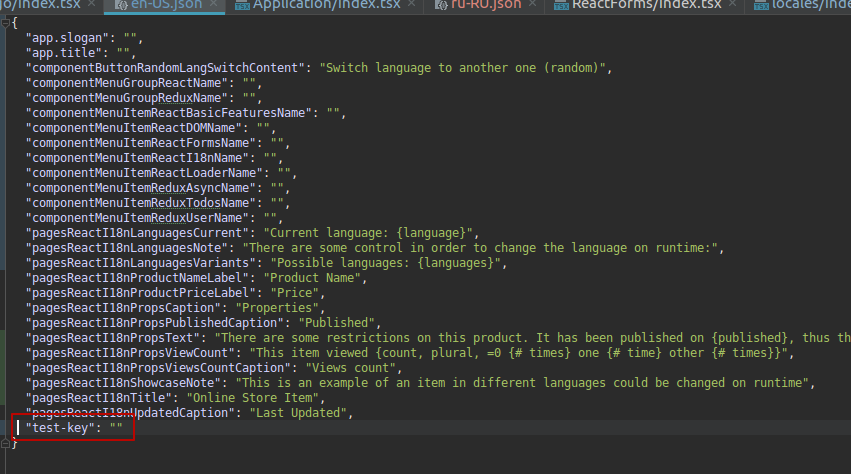 o/index.tsx
en-US.json
Application/index.tsx
ru-RU.json
ReactForms/index.tsx
locales/inde
{
"app.slogan": "",
"app.title": "",
"componentButtonRandomLangSwitchContent": "Switch language to another one (random)",
"componentMenuGroupReactName": "",
"componentMenuGroupReduxName": "",
"componentMenuItemReactBasicFeaturesName": "",
"componentMenuItemReactDOMName": "",
"componentMenuItemReactFormsName": "",
"componentMenuItemReactI18nName": "",
"componentMenuItemReactLoaderName": "",
"componentMenuItemReduxAsyncName": "",
"componentMenuItemReduxTodosName": "",
"componentMenuItemReduxUserName": "",
"pagesReactI18nLanguagesCurrent": "Current language: {language}",
"pagesReactI18nLanguagesNote": "There are some control in order to change the language on runtime:",
"pagesReactI18nLanguagesVariants": "Possible languages: {languages}",
"pagesReactI18nProductNameLabel": "Product Name",
"pagesReactI18nProductPriceLabel": "Price",
"pagesReactI18nPropsCaption": "Properties",
"pagesReactI18nPropsPublishedCaption": "Published",
"pagesReactI18nPropsText": "There are some restrictions on this product. It has been published on {published}, thus th
"pagesReactI18nPropsViewCount": "This item viewed {count, plural, =0 {# times} one {# time} other {# times}}",
"pagesReactI18nPropsViewsCountCaption": "Views count",
"pagesReactI18nShowcaseNote": "This is an example of an item in different languages could be changed on runtime",
"pagesReactI18nTitle": "Online Store Item",
"pagesReactI18nUpdatedCaption": "Last Updated",
"test-key": ""
}